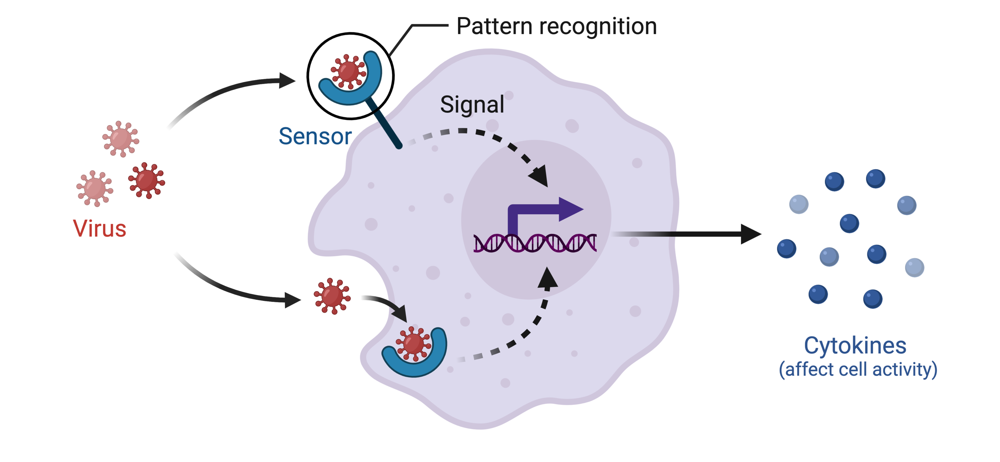 Pattern recognition
Signal
Sensor
Virus
Cytokines
(affect cell activity)